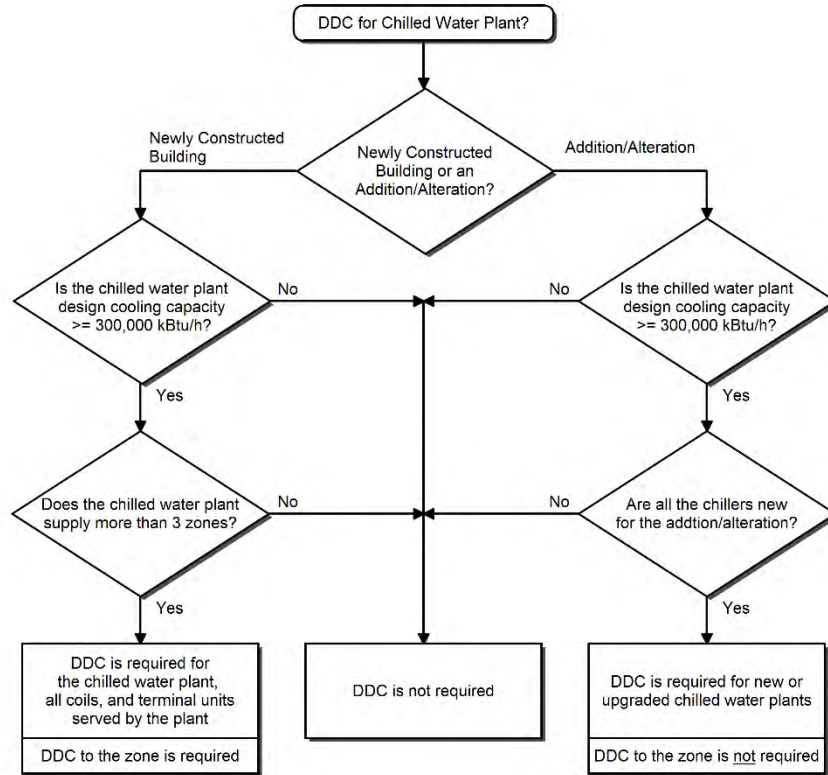 DDC for Chilled Water Plant?
Newly Constructed
Building
Newly Constructed
Building or an
Addition/Alteration?
Addition/Alteration
Is the chilled water plant
design cooling capacity
>= 300,000 kBtu/h?
No
No
Is the chilled water plant
design cooling capacity
>= 300,000 kBtu/h?
Yes
Yes
Does the chilled water plant
supply more than 3 zones?
No
No
Are all the chillers new
for the addtion/alteration?
Yes
Yes
DDC is required for
the chilled water plant,
all coils, and terminal units
served by the plant
DDC to the zone is required
DDC is not required
DDC is required for new or
upgraded chilled water plants
DDC to the zone is not required